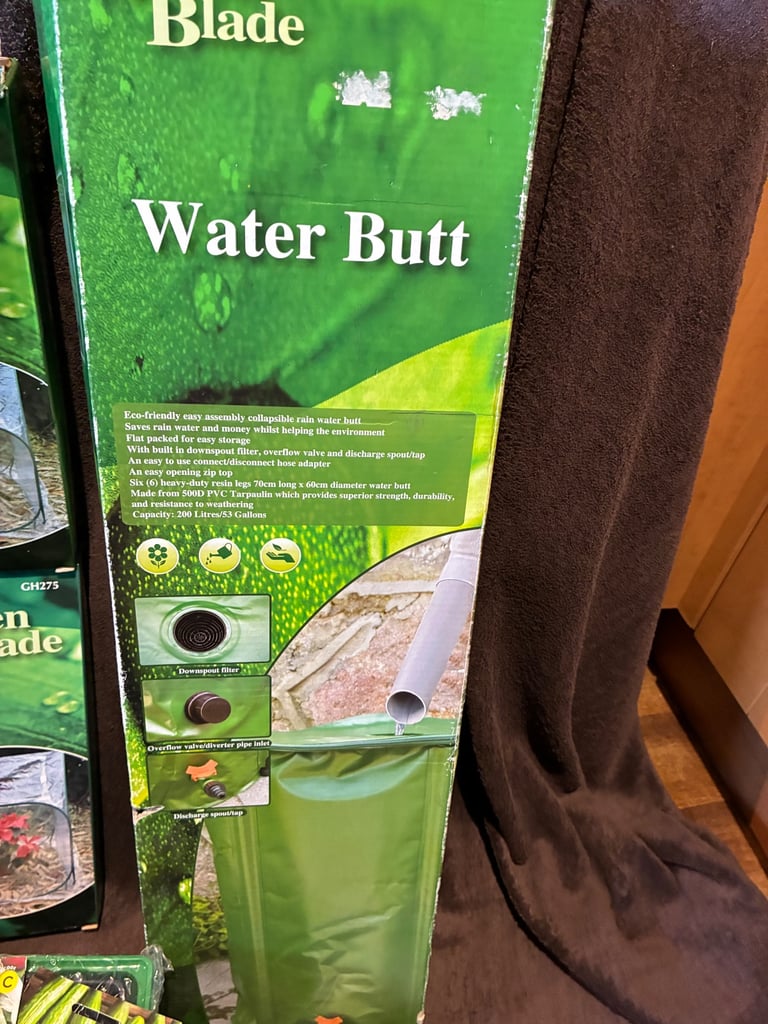 Blade
Water Butt
Eco-friendly easy assembly collapsible rain water butt
Saves rain water and money whilst helping the environment
Flat packed for easy storage
With built in downspout filter, overflow valve and discharge spout/tap
An easy to use connect/disconnect hose adapter
An easy opening zip top
Six (6) heavy-duty resin legs 70cm long x 60cm diameter water butt
Made from 500D PVC Tarpaulin which provides superior strength, durability,
and resistance to weathering
Capacity: 200 Litres/53 Gallons
Downspout filter
Overflow valve/diverter pipe inlet
Discharge spout/tap
GH275
en
ade
C